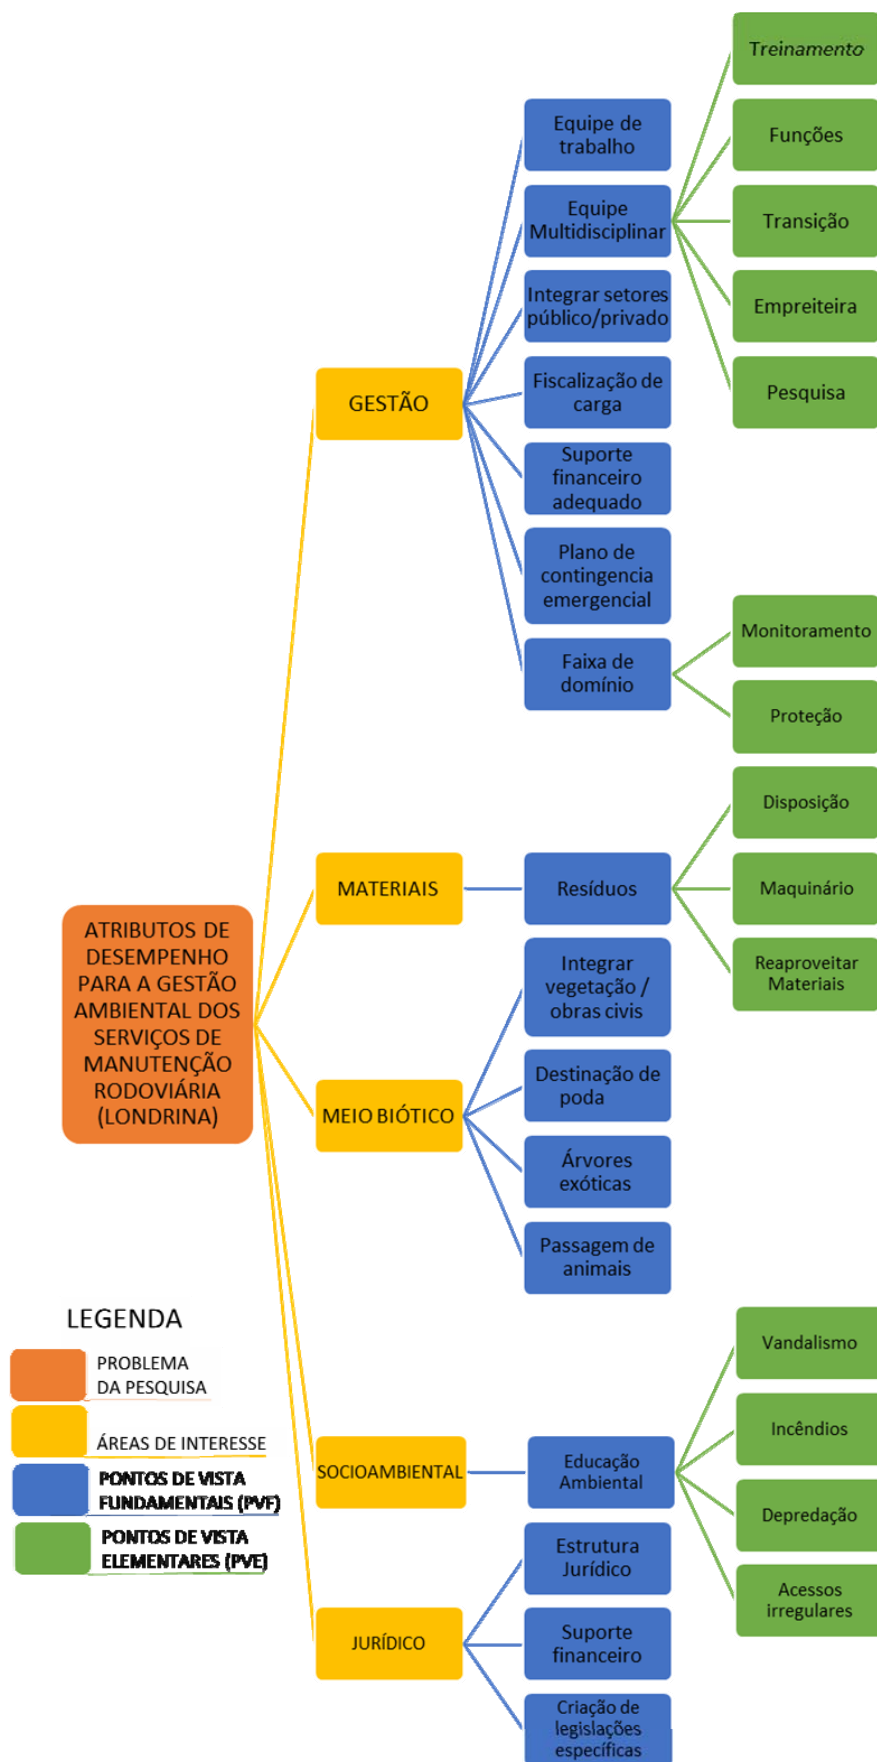 Treinamento
Funções
Transição
Empreiteira
Pesquisa
Equipe de
trabalho
Equipe
Multidisciplinar
Integrar setores
público/privado
Fiscalização de
carga
Suporte
financeiro
adequado
Plano de
contingencia
emergencial
Faixa de
domínio
GESTÃO
Monitoramento
Proteção
Disposição
Maquinário
Reaproveitar
Materiais
MATERIAIS
Resíduos
ATRIBUTOS DE
DESEMPENHO
PARA A GESTÃO
AMBIENTAL DOS
SERVIÇOS DE
MANUTENÇÃO
RODOVIÁRIA
(LONDRINA)
Integrar
vegetação /
obras civis
Destinação de
poda
Árvores
exóticas
Passagem de
animais
MEIO BIÓTICO
LEGENDA
PROBLEMA
DA PESQUISA
ÁREAS DE INTERESSE
PONTOS DE VISTA
FUNDAMENTAIS (PVF)
PONTOS DE VISTA
ELEMENTARES (PVE)
SOCIOAMBIENTAL
Educação
Ambiental
Vandalismo
Incêndios
Depredação
Acessos
irregulares
JURÍDICO
Estrutura
Jurídico
Suporte
financeiro
Criação de
legislações
específicas